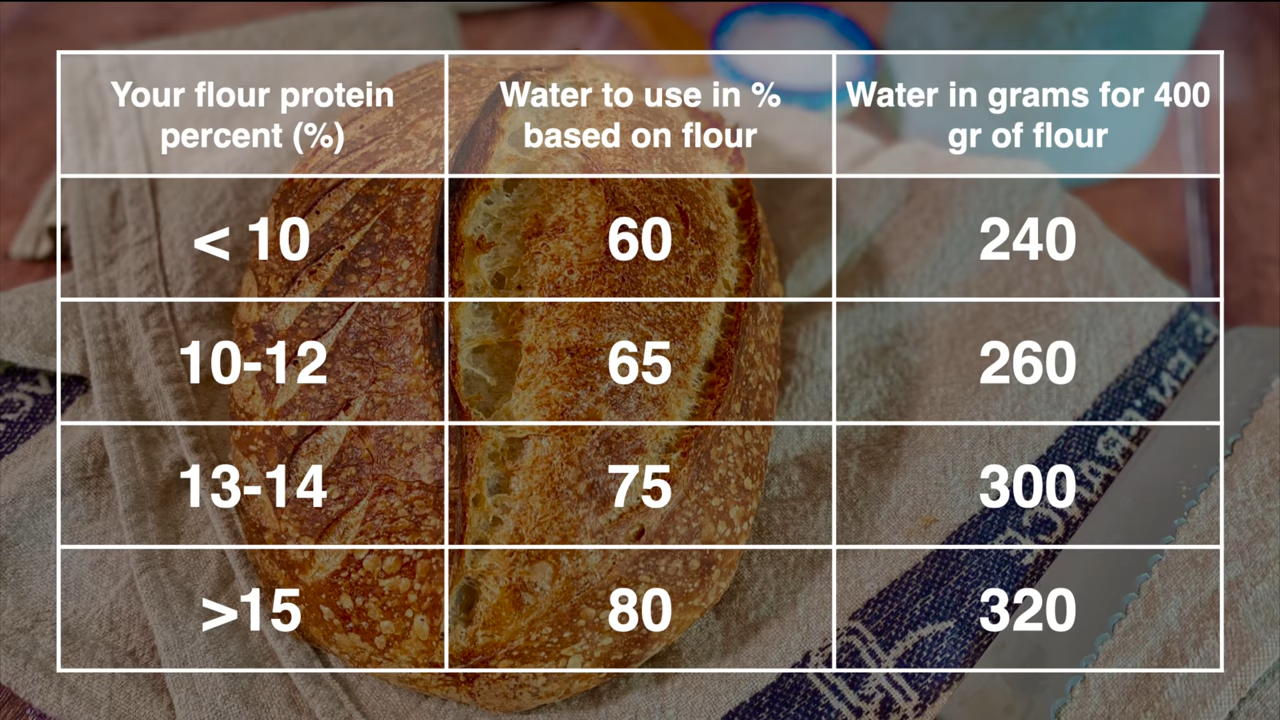 Your flour protein
percent (%)
Water to use in %
based on flour
Water in grams for 400
gr of flour
< 10
60
240
10-12
65
260
13-14
75
300
>15
80
320